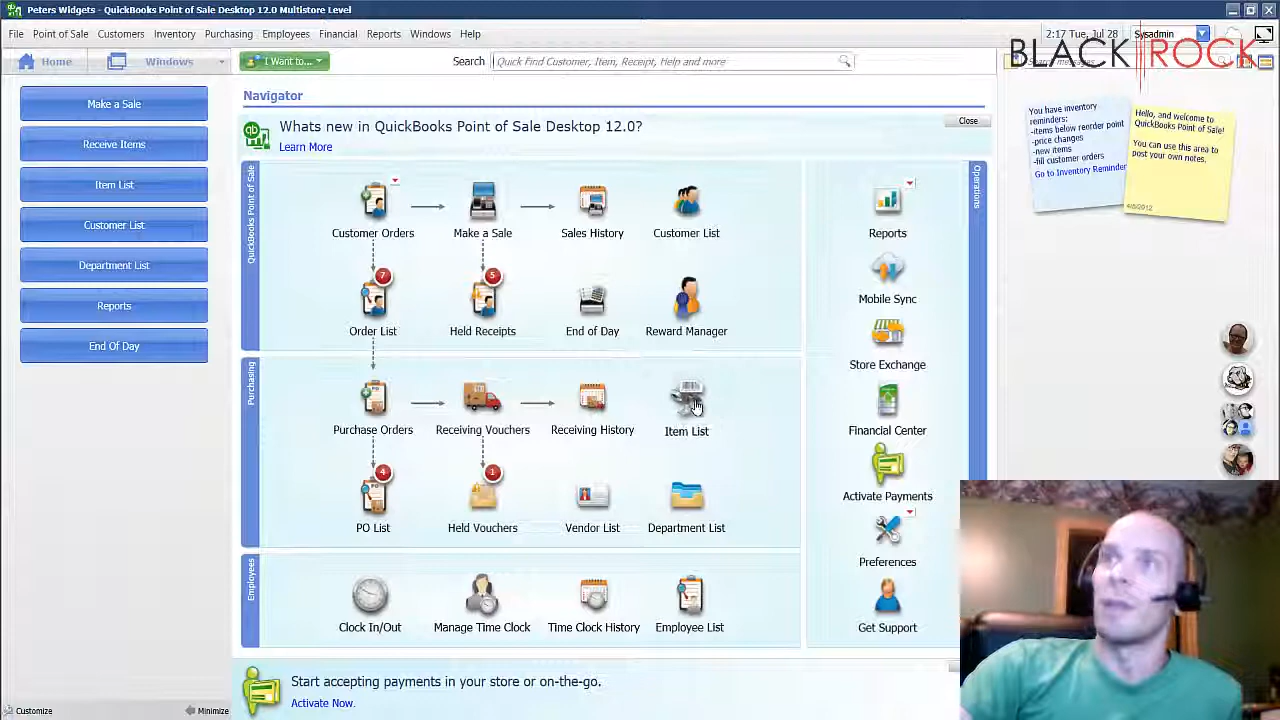 Peters Widgets - QuickBooks Point of Sale Desktop 12.0 Multistore Level
File Point of Sale Customers Inventory Purchasing Employees Financial Reports Windows Help
2:17 Tue, Jul 28 Sysadmin
BLACK ROCK
Home Windows
I Want to...
Search Quick Find Customer, Item, Receipt, Help and more
Make a Sale
Receive Items
Item List
Customer List
Department List
Reports
End Of Day
Navigator
Whats new in QuickBooks Point of Sale Desktop 12.0?
Learn More
Close
QuickBooks Point of Sale
Customer Orders Make a Sale Sales History Customer List
7 5
Order List Held Receipts End of Day Reward Manager
Purchasing
Purchase Orders Receiving Vouchers Receiving History Item List
4 1
PO List Held Vouchers Vendor List Department List
Employees
Clock In/Out Manage Time Clock Time Clock History Employee List
Operations
Reports
Mobile Sync
Store Exchange
Financial Center
Activate Payments
Preferences
Get Support
You have inventory
reminders:
-items below reorder point
-price changes
-new items
-fill customer orders
Go to Inventory Reminder
Hello, and welcome to
QuickBooks Point of Sale!
You can use this area to
post your own notes.
4/5/2012
Start accepting payments in your store or on-the-go.
Activate Now.
Customize Minimize